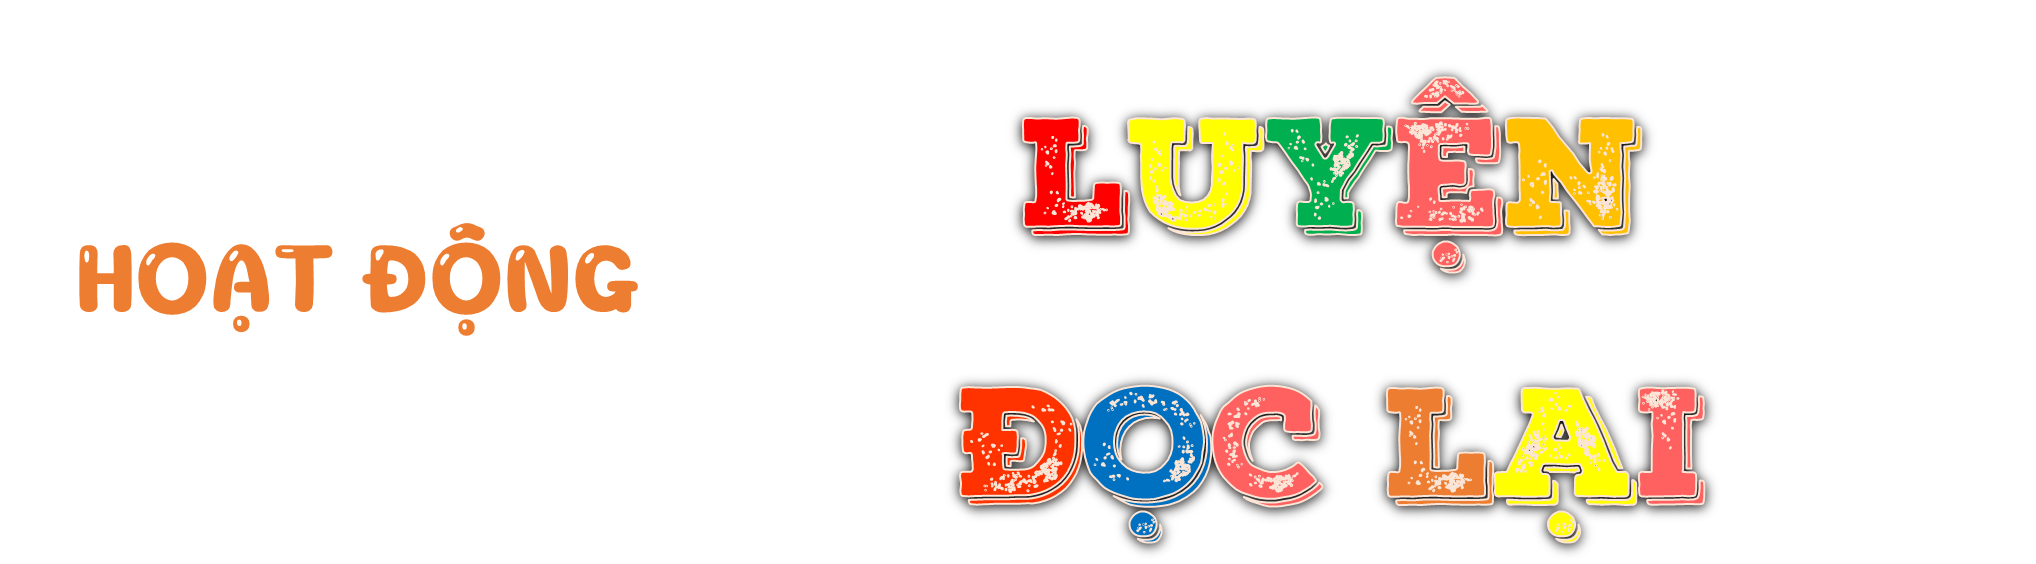 HOẠT ĐỘNG
LUYỆN
ĐỌC LẠI